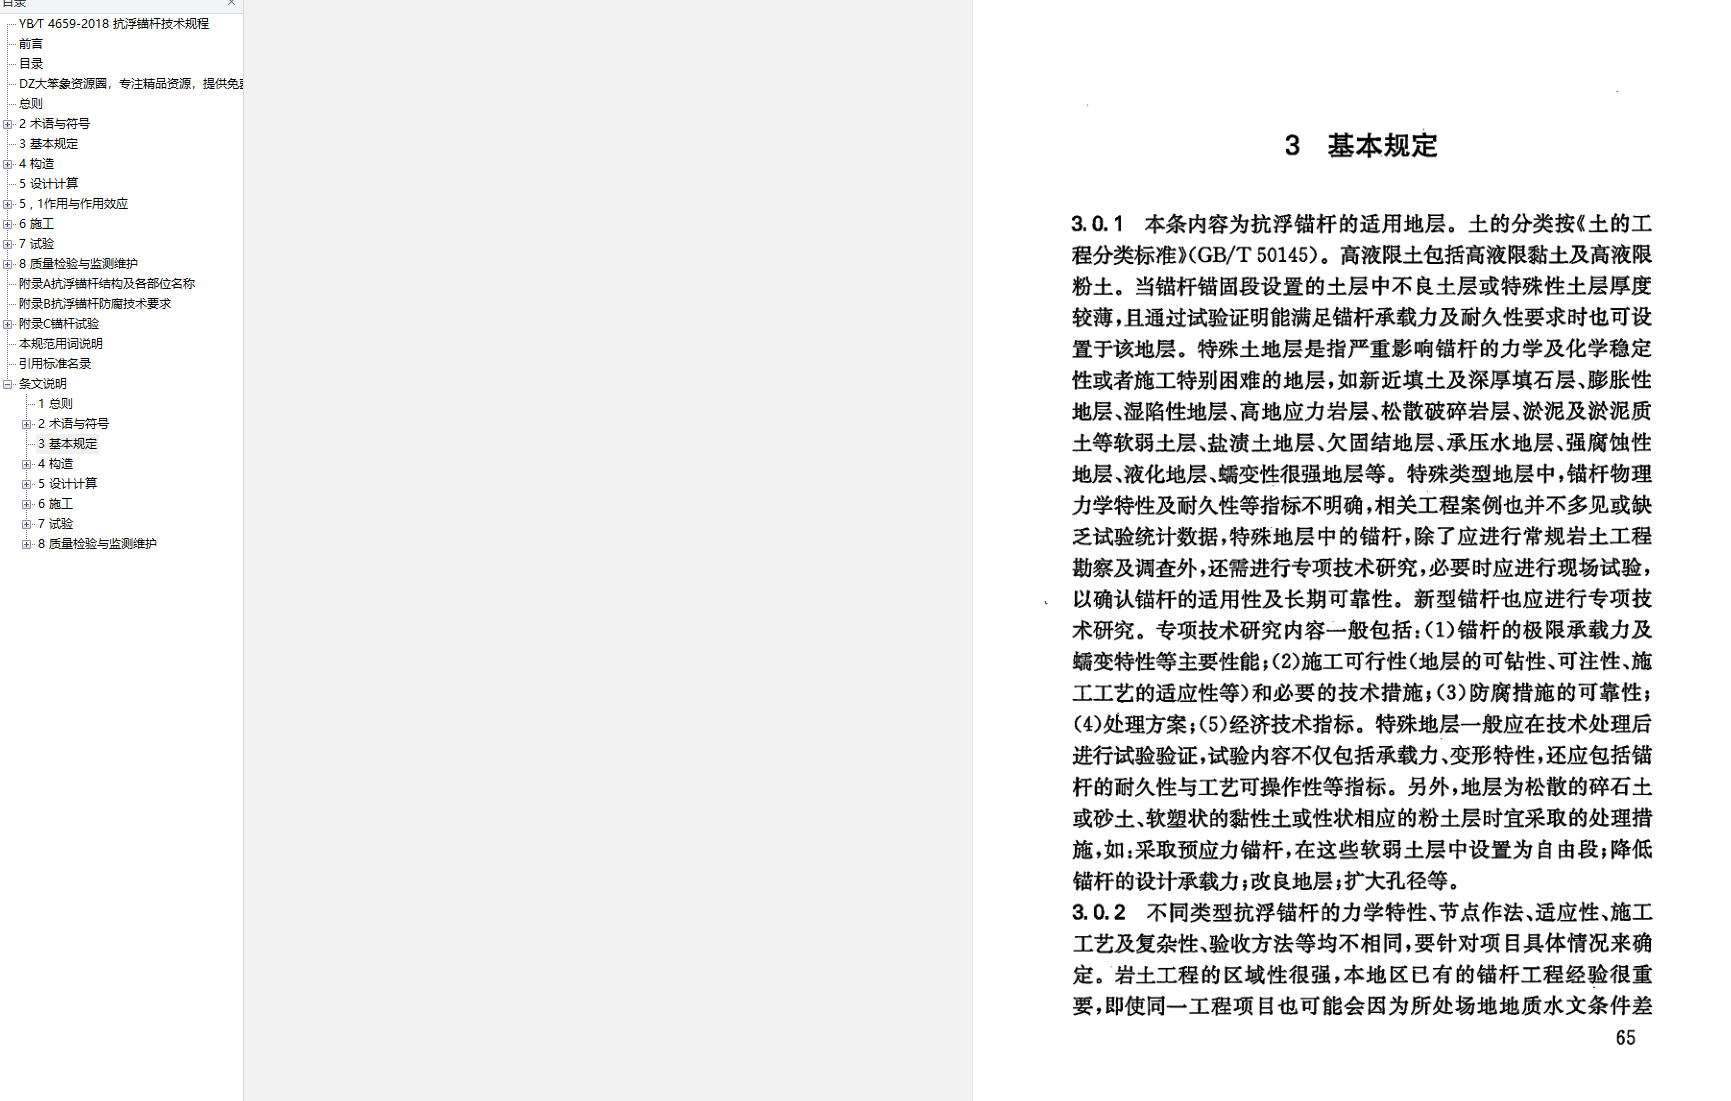 目录
YB/T 4659-2018 抗浮锚杆技术规程
前言
目录
DZ大笨象资源圈，专注精品资源，提供免
总则
2 术语与符号
3 基本规定
4 构造
5 设计计算
5 , 1作用与作用效应
6 施工
7 试验
8 质量检验与监测维护
附录A抗浮锚杆结构及各部位名称
附录B抗浮锚杆防腐技术要求
附录C锚杆试验
本规范用词说明
引用标准名录
条文说明
1 总则
2 术语与符号
3 基本规定
4 构造
5 设计计算
6 施工
7 试验
8 质量检验与监测维护
3 基本规定
3.0.1 本条内容为抗浮锚杆的适用地层。土的分类按《土的工
程分类标准》(GB/T 50145)。高液限土包括高液限黏土及高液限
粉土。当锚杆锚固段设置的土层中不良土层或特殊性土层厚度
较薄,且通过试验证明能满足锚杆承载力及耐久性要求时也可设
置于该地层。特殊土地层是指严重影响锚杆的力学及化学稳定
性或者施工特别困难的地层,如新近填土及深厚填石层、膨胀性
地层、湿陷性地层、高地应力岩层、松散破碎岩层、淤泥及淤泥质
土等软弱土层、盐渍土地层、欠固结地层、承压水地层、强腐蚀性
地层、液化地层、蠕变性很强地层等。特殊类型地层中,锚杆物理
力学特性及耐久性等指标不明确,相关工程案例也并不多见或缺
乏试验统计数据,特殊地层中的锚杆,除了应进行常规岩土工程
勘察及调查外,还需进行专项技术研究,必要时应进行现场试验,
以确认锚杆的适用性及长期可靠性。新型锚杆也应进行专项技
术研究。专项技术研究内容一般包括:(1)锚杆的极限承载力及
蠕变特性等主要性能;(2)施工可行性(地层的可钻性、可注性、施
工工艺的适应性等)和必要的技术措施;(3)防腐措施的可靠性;
(4)处理方案;(5)经济技术指标。特殊地层一般应在技术处理后
进行试验验证,试验内容不仅包括承载力、变形特性,还应包括锚
杆的耐久性与工艺可操作性等指标。另外,地层为松散的碎石土
或砂土、软塑状的黏性土或性状相应的粉土层时宜采取的处理措
施,如:采取预应力锚杆,在这些软弱土层中设置为自由段;降低
锚杆的设计承载力;改良地层;扩大孔径等。
3.0.2 不同类型抗浮锚杆的力学特性、节点作法、适应性、施工
工艺及复杂性、验收方法等均不相同,要针对项目具体情况来确
定。岩土工程的区域性很强,本地区已有的锚杆工程经验很重
要,即使同一工程项目也可能会因为所处场地地质水文条件差
65